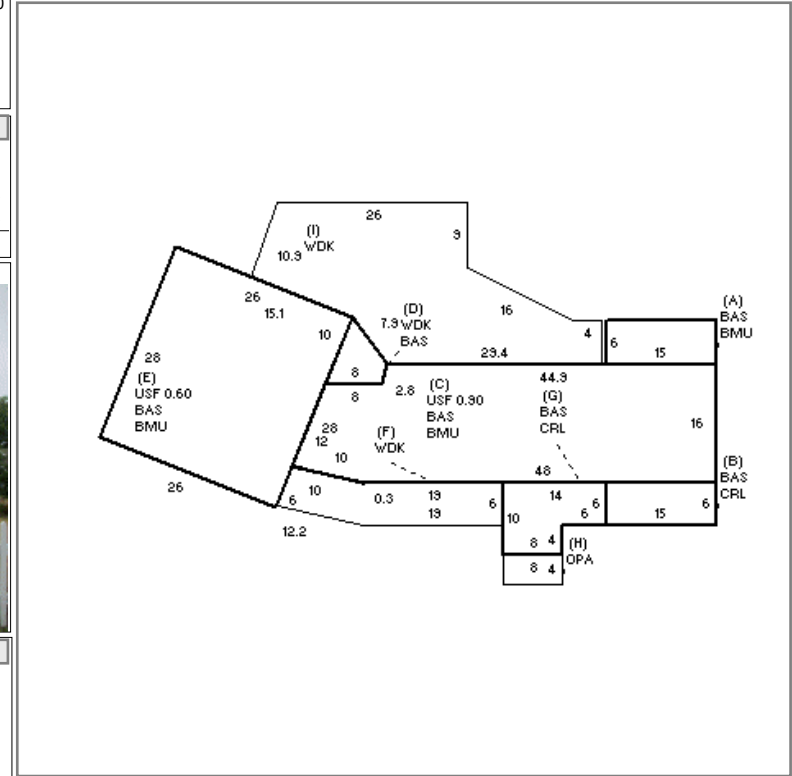 26
(I)
WDK
9
10.9
26
15.1
16
(D)
7.9 WDK
BAS
(A)
BAS
BMU
10
4
6
29.4
15
28
(E)
USF 0.60
BAS
BMU
8
8
2.8
(C)
USF 0.90
BAS
BMU
44.9
(G)
BAS
CRL
16
(F)
WDK
28
12
10
48
(B)
BAS
CRL
26
6
10
0.3
19
19
6
14
6
6
10
15
6
12.2
8
4
(H)
OPA
8
4